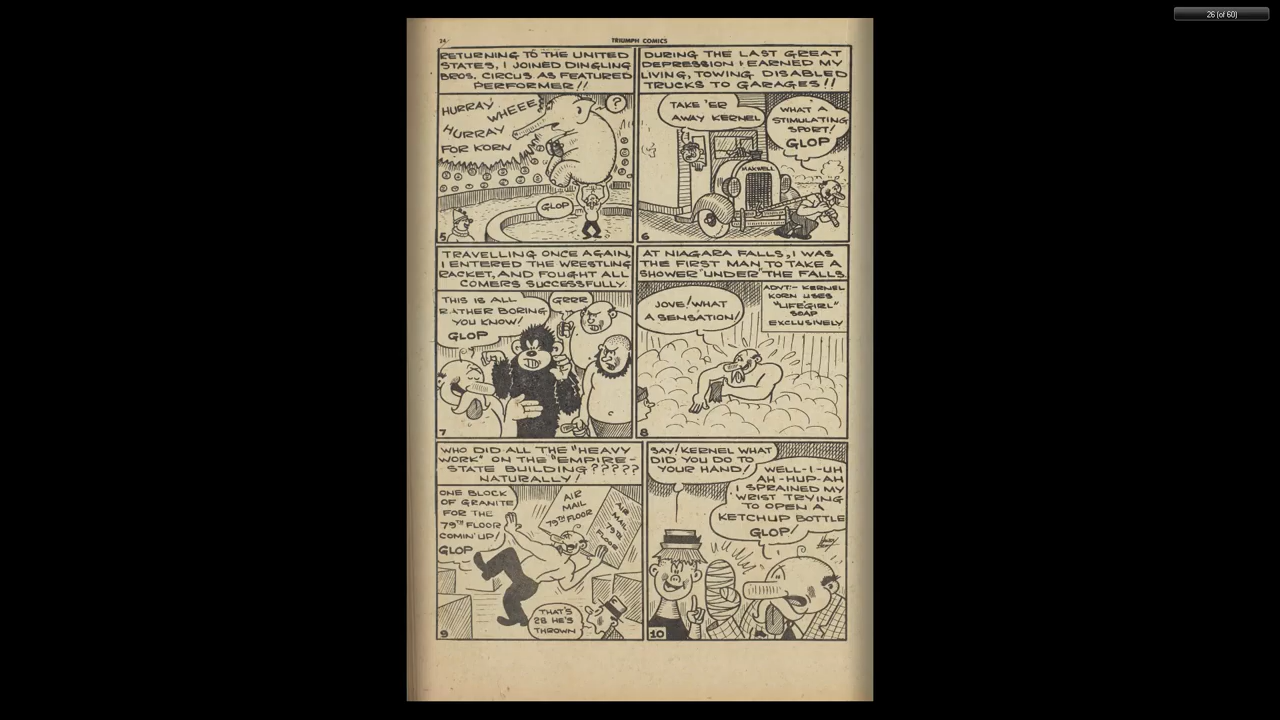 26 (of 60)
24
TRIUMPH COMICS
RETURNING TO THE UNITED
STATES, I JOINED DINGLING
BROS. CIRCUS AS FEATURED
PERFORMER!!
HURRAY
WHEEE
HURRAY
FOR KORN
?
GLOP
5
DURING THE LAST GREAT
DEPRESSION I EARNED MY
LIVING, TOWING DISABLED
TRUCKS TO GARAGES!!
TAKE 'ER
AWAY KERNEL
WHAT A
STIMULATING
SPORT!
GLOP
MAXWELL
6
TRAVELLING ONCE AGAIN,
I ENTERED THE WRESTLING
RACKET, AND FOUGHT ALL
COMERS SUCCESSFULLY.
THIS IS ALL
RATHER BORING
YOU KNOW!
GLOP
GRRR
7
AT NIAGARA FALLS, I WAS
THE FIRST MAN TO TAKE A
SHOWER "UNDER" THE FALLS.
JOVE! WHAT
A SENSATION!
ADVT:- KERNEL
KORN USES
"LIFEGIRL"
SOAP
EXCLUSIVELY
8
WHO DID ALL THE "HEAVY
WORK" ON THE "EMPIRE-
STATE BUILDING?????
NATURALLY!
ONE BLOCK
OF GRANITE
FOR THE
79TH FLOOR
COMIN' UP!
GLOP
AIR
MAIL
79TH FLOOR
AIR
MAIL
79TH
FLOOR
THAT'S
28 HE'S
THROWN
9
SAY! KERNEL WHAT
DID YOU DO TO
YOUR HAND!
WELL-I-UH
AH-HUP-AH
I SPRAINED MY
WRIST TRYING
TO OPEN A
KETCHUP BOTTLE
GLOP!
10